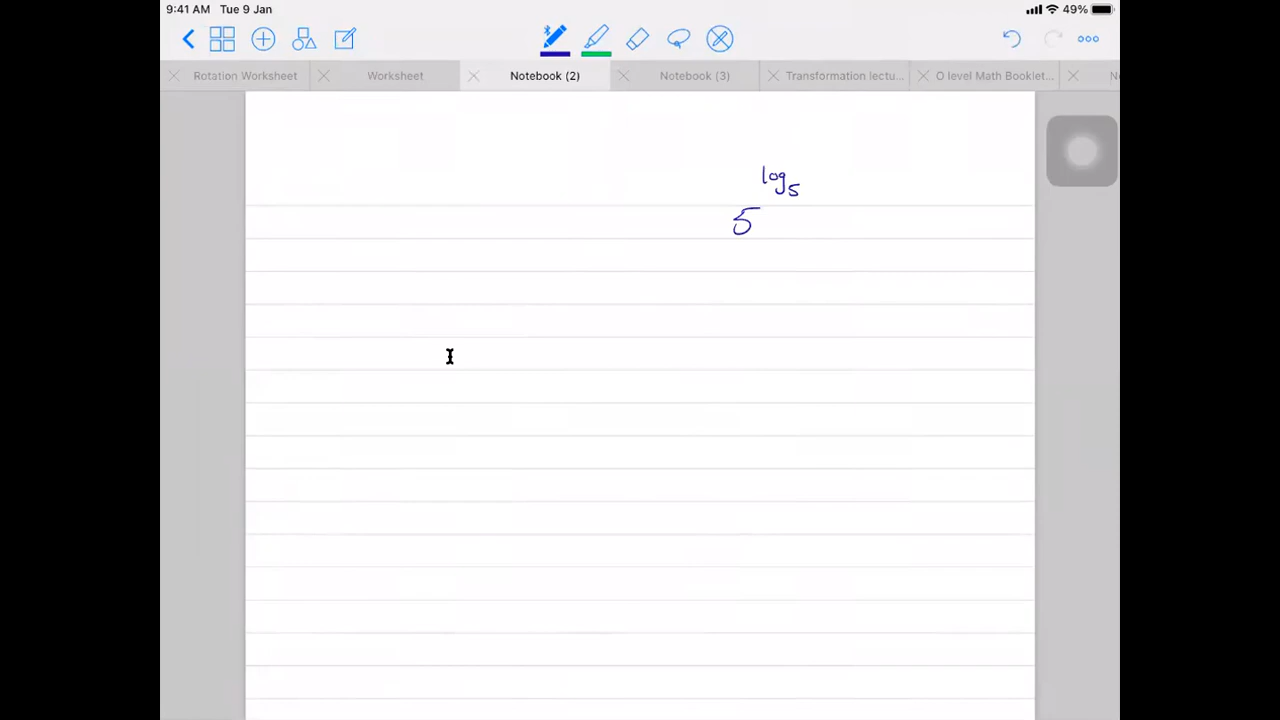 9:41 AM Tue 9 Jan 49%
Rotation Worksheet Worksheet Notebook (2) Notebook (3) Transformation lectu... O level Math Booklet...
log₅
5